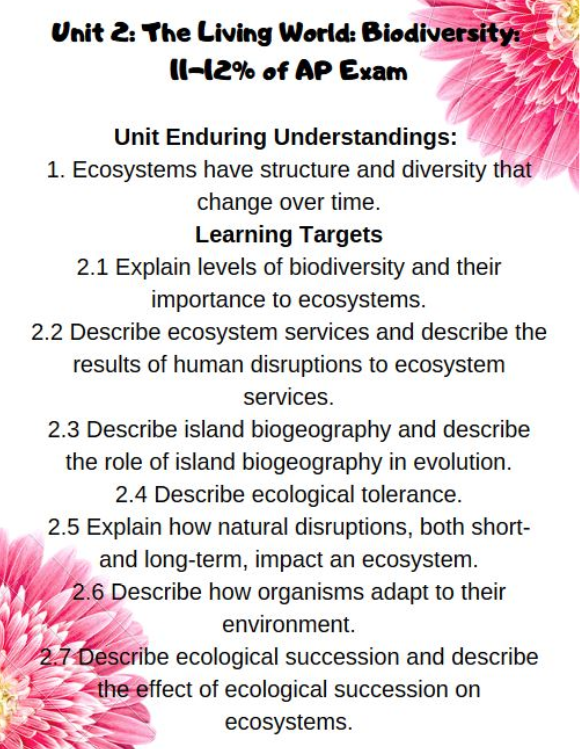 Unit 2: The Living World: Biodiversity:
11-12% of AP Exam
Unit Enduring Understandings:
1. Ecosystems have structure and diversity that
change over time.
Learning Targets
2.1 Explain levels of biodiversity and their
importance to ecosystems.
2.2 Describe ecosystem services and describe the
results of human disruptions to ecosystem
services.
2.3 Describe island biogeography and describe
the role of island biogeography in evolution.
2.4 Describe ecological tolerance.
2.5 Explain how natural disruptions, both short-
and long-term, impact an ecosystem.
2.6 Describe how organisms adapt to their
environment.
2.7 Describe ecological succession and describe
the effect of ecological succession on
ecosystems.